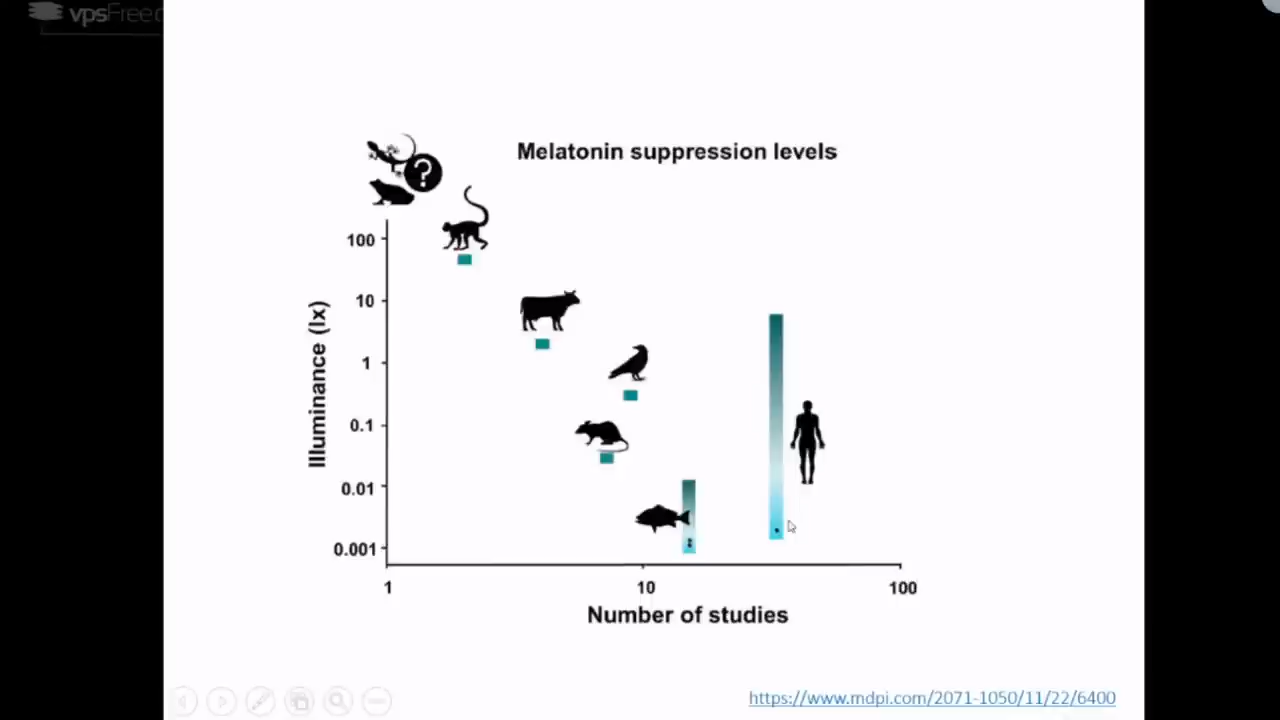 vpsFree
Melatonin suppression levels
?
100
10
1
0.1
0.01
0.001
Illuminance (lx)
1
10
100
Number of studies
https://www.mdpi.com/2071-1050/11/22/6400